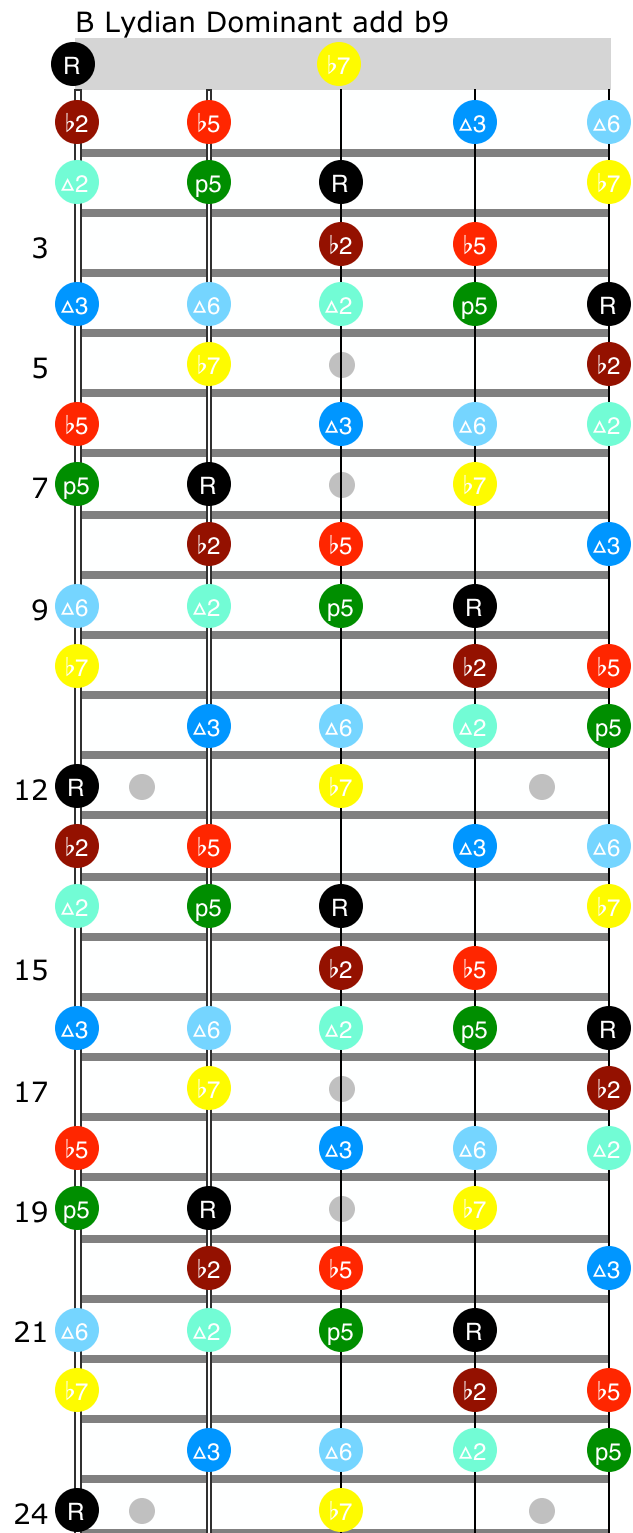 B Lydian Dominant add b9
R ♭7
♭2 ♭5 △3 △6
△2 p5 R ♭7
3 ♭2 ♭5
△3 △6 △2 p5 R
5 ♭7 ♭2
♭5 △3 △6 △2
7 p5 R ♭7
♭2 ♭5 △3
9 △6 △2 p5 R
♭7 ♭2 ♭5
△3 △6 △2 p5
12 R ♭7
♭2 ♭5 △3 △6
△2 p5 R ♭7
15 ♭2 ♭5
△3 △6 △2 p5 R
17 ♭7 ♭2
♭5 △3 △6 △2
19 p5 R ♭7
♭2 ♭5 △3
21 △6 △2 p5 R
♭7 ♭2 ♭5
△3 △6 △2 p5
24 R ♭7